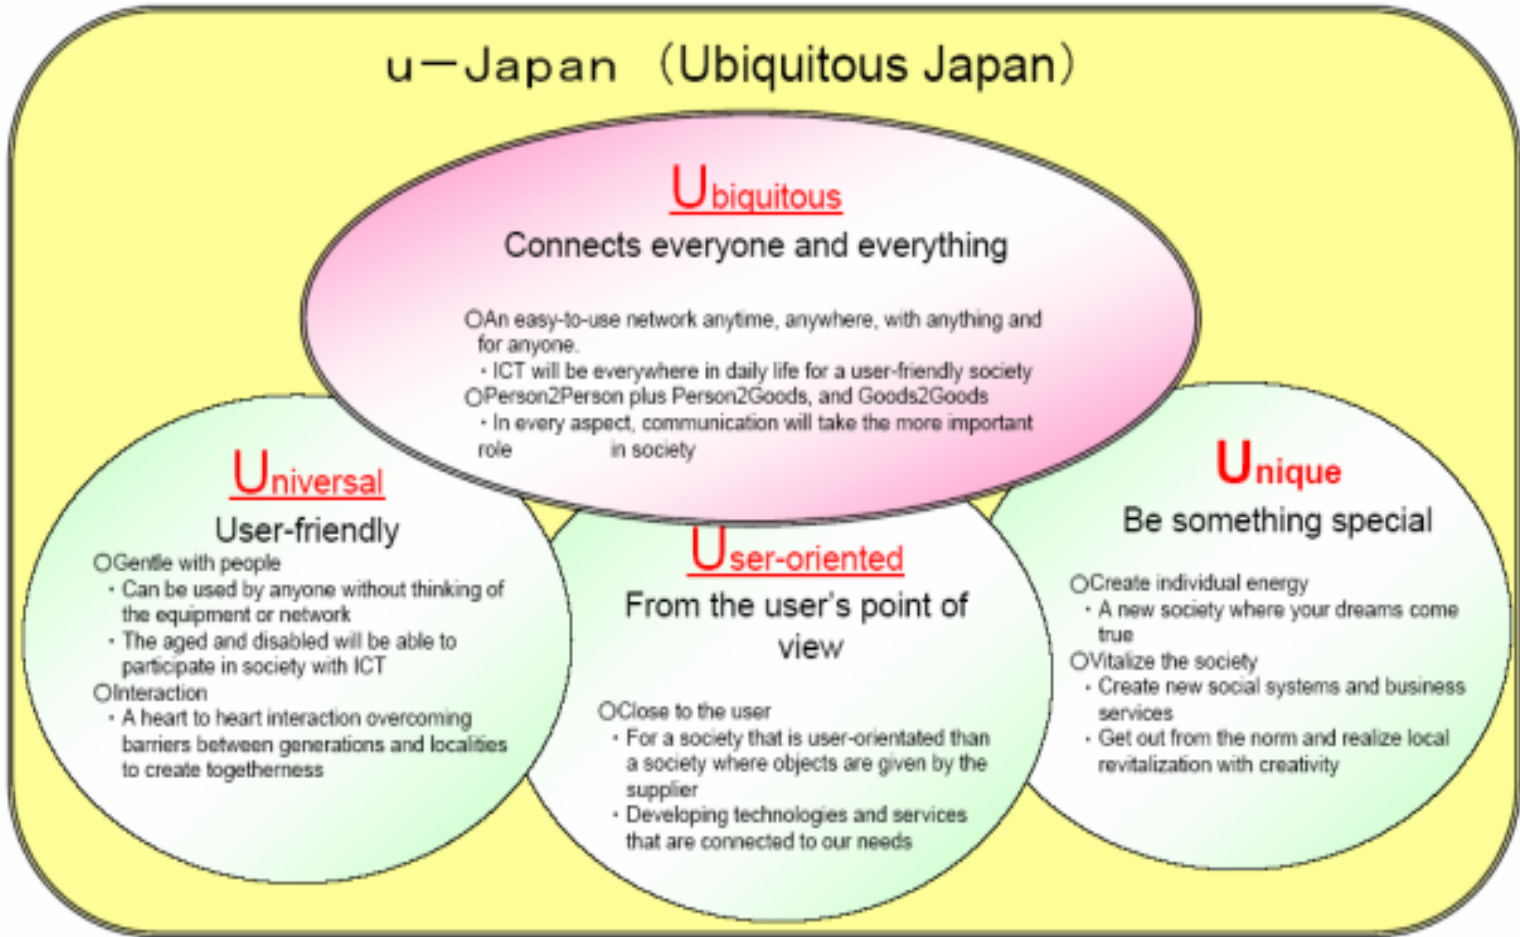 u－Japan （Ubiquitous Japan）
Ubiquitous
Connects everyone and everything
○An easy-to-use network anytime, anywhere, with anything and
for anyone.
・ICT will be everywhere in daily life for a user-friendly society
○Person2Person plus Person2Goods, and Goods2Goods
・In every aspect, communication will take the more important
role in society
Universal
User-friendly
○Gentle with people
・Can be used by anyone without thinking of
the equipment or network
・The aged and disabled will be able to
participate in society with ICT
○Interaction
・A heart to heart interaction overcoming
barriers between generations and localities
to create togetherness
User-oriented
From the user's point of
view
○Close to the user
・For a society that is user-orientated than
a society where objects are given by the
supplier
・Developing technologies and services
that are connected to our needs
Unique
Be something special
○Create individual energy
・A new society where your dreams come
true
○Vitalize the society
・Create new social systems and business
services
・Get out from the norm and realize local
revitalization with creativity